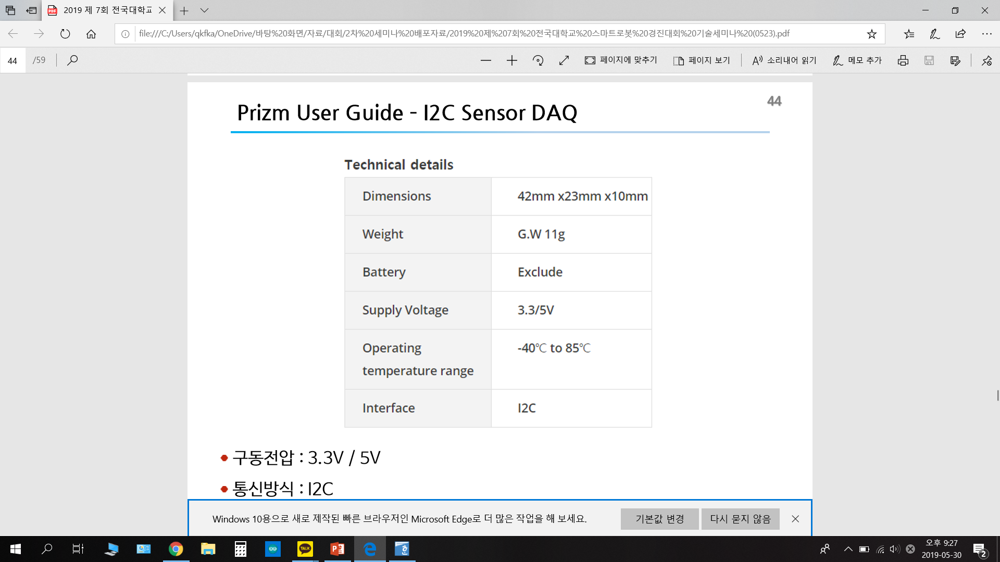 2019 제 7회 전국대학교
file:///C:/Users/qkfka/OneDrive/바탕%20화면/자료/대회/2차%20세미나%20배포자료/2019%20제%207회%20전국대학교%20스마트로봇%20경진대회%20기술세미나%20(0523).pdf
44 /59 페이지에 맞추기 페이지 보기 소리내어 읽기 메모 추가
44
Prizm User Guide - I2C Sensor DAQ
Technical details
Dimensions 42mm x23mm x10mm
Weight G.W 11g
Battery Exclude
Supply Voltage 3.3/5V
Operating -40℃ to 85℃
temperature range
Interface I2C
구동전압 : 3.3V / 5V
통신방식 : I2C
Windows 10용으로 새로 제작된 빠른 브라우저인 Microsoft Edge로 더 많은 작업을 해 보세요. 기본값 변경 다시 묻지 않음
TALK
오후 9:27
2019-05-30
2